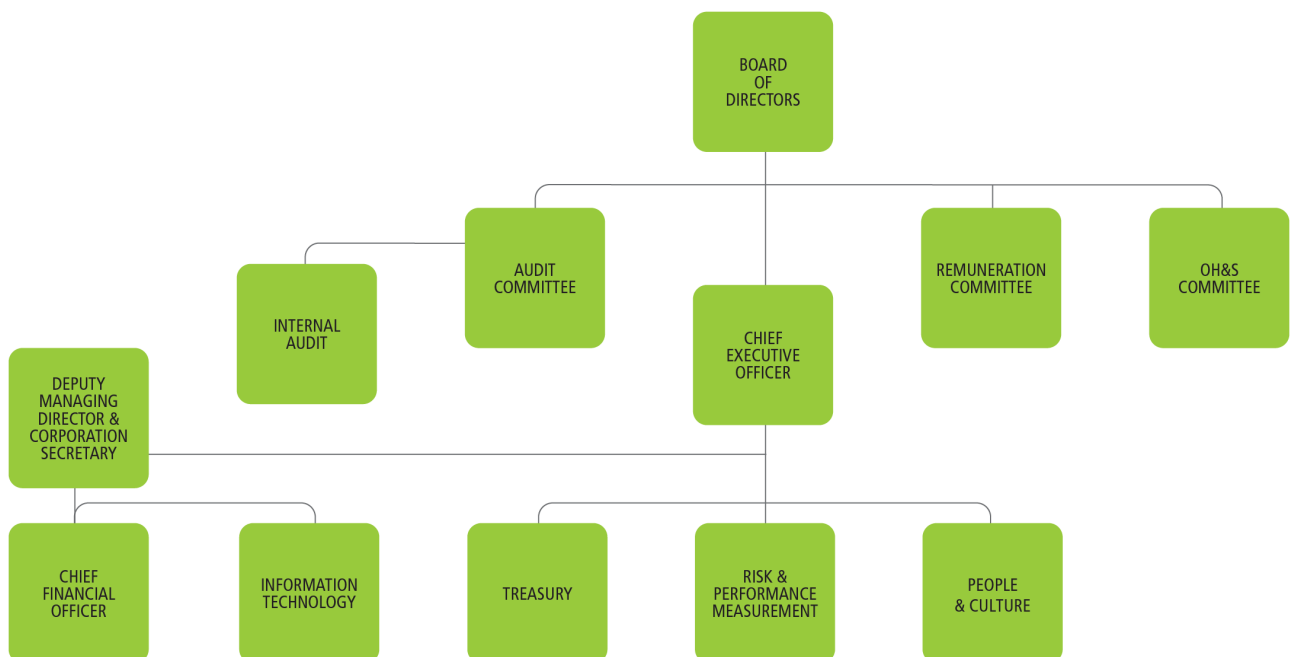 BOARD
OF
DIRECTORS
AUDIT
COMMITTEE
REMUNERATION
COMMITTEE
OH&S
COMMITTEE
INTERNAL
AUDIT
CHIEF
EXECUTIVE
OFFICER
DEPUTY
MANAGING
DIRECTOR &
CORPORATION
SECRETARY
CHIEF
FINANCIAL
OFFICER
INFORMATION
TECHNOLOGY
TREASURY
RISK &
PERFORMANCE
MEASUREMENT
PEOPLE
& CULTURE